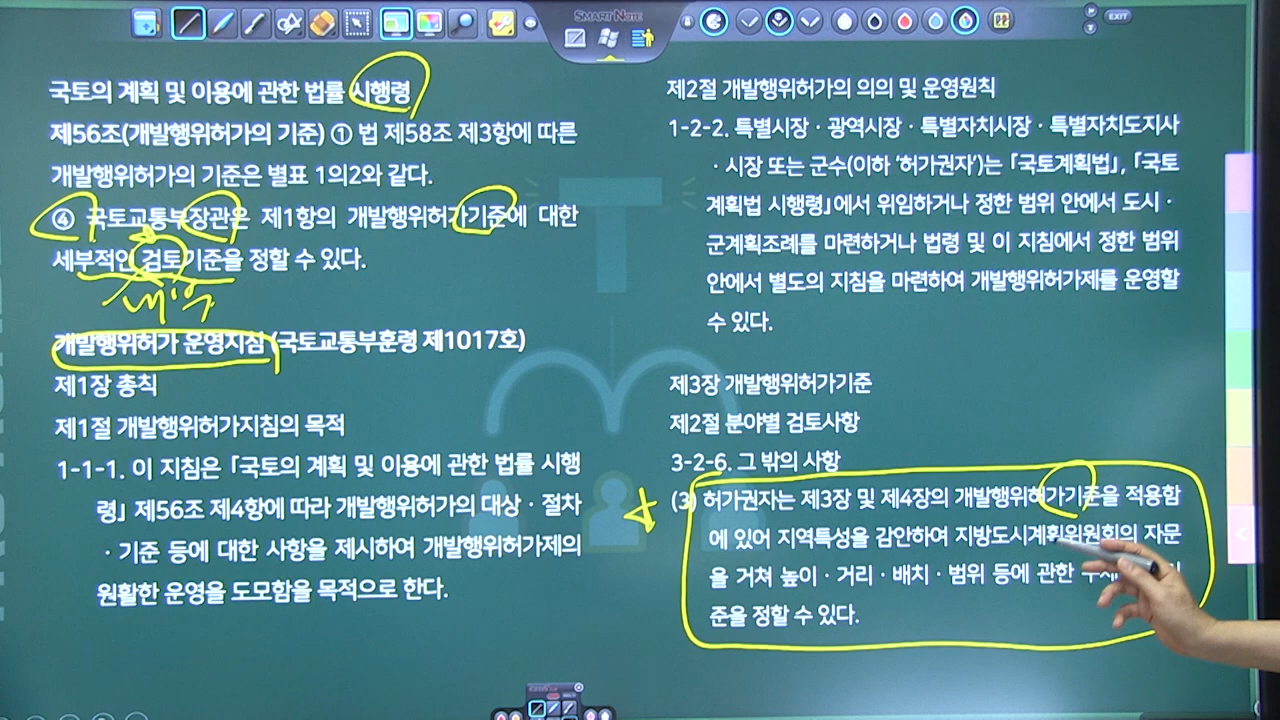 SMARTNOTE
EXIT
국토의 계획 및 이용에 관한 법률 시행령
제56조(개발행위허가의 기준) ① 법 제58조 제3항에 따른
개발행위허가의 기준은 별표 1의2와 같다.
④ 국토교통부장관은 제1항의 개발행위허가기준에 대한
세부적인 검토기준을 정할 수 있다.
개발행위허가 운영지침 (국토교통부훈령 제1017호)
제1장 총칙
제1절 개발행위허가지침의 목적
1-1-1. 이 지침은 「국토의 계획 및 이용에 관한 법률 시행
령」 제56조 제4항에 따라 개발행위허가의 대상ㆍ절차
ㆍ기준 등에 대한 사항을 제시하여 개발행위허가제의
원활한 운영을 도모함을 목적으로 한다.
제2절 개발행위허가의 의의 및 운영원칙
1-2-2. 특별시장ㆍ광역시장ㆍ특별자치시장ㆍ특별자치도지사
ㆍ시장 또는 군수(이하 ‘허가권자’)는 「국토계획법」, 「국토
계획법 시행령」에서 위임하거나 정한 범위 안에서 도시ㆍ
군계획조례를 마련하거나 법령 및 이 지침에서 정한 범위
안에서 별도의 지침을 마련하여 개발행위허가제를 운영할
수 있다.
제3장 개발행위허가기준
제2절 분야별 검토사항
3-2-6. 그 밖의 사항
(3) 허가권자는 제3장 및 제4장의 개발행위허가기준을 적용함
에 있어 지역특성을 감안하여 지방도시계획위원회의 자문
을 거쳐 높이ㆍ거리ㆍ배치ㆍ범위 등에 관한
준을 정할 수 있다.